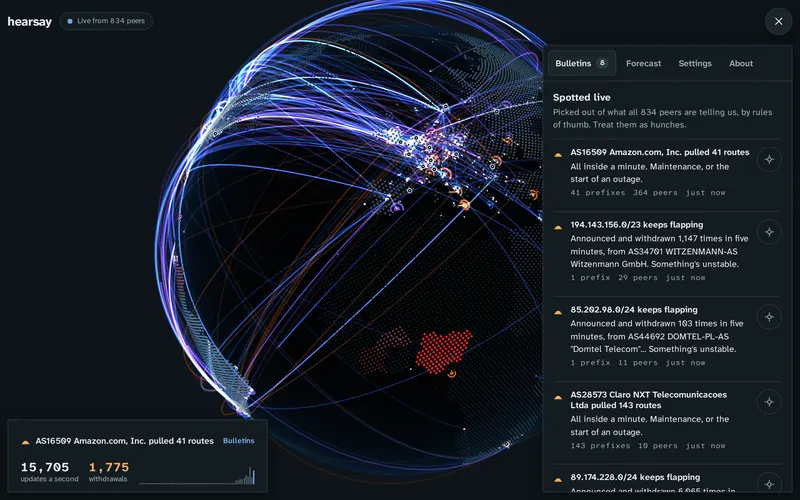 hearsay
Live from 834 peers
Bulletins 8
Forecast
Settings
About
Spotted live
Picked out of what all 834 peers are telling us, by rules
of thumb. Treat them as hunches.
AS16509 Amazon.com, Inc. pulled 41 routes
All inside a minute. Maintenance, or the
start of an outage.
41 prefixes 364 peers just now
194.143.156.0/23 keeps flapping
Announced and withdrawn 1,147 times in five
minutes, from AS34701 WITZENMANN-AS
Witzenmann GmbH. Something's unstable.
1 prefix 29 peers just now
85.202.98.0/24 keeps flapping
Announced and withdrawn 103 times in five
minutes, from AS44692 DOMTEL-PL-AS
"Domtel Telecom"... Something's unstable.
1 prefix 11 peers just now
AS28573 Claro NXT Telecomunicacoes
Ltda pulled 143 routes
All inside a minute. Maintenance, or the
start of an outage.
143 prefixes 10 peers just now
89.174.228.0/24 keeps flapping
AS16509 Amazon.com, Inc. pulled 41 routes
Bulletins
15,705
updates a second
1,775
withdrawals